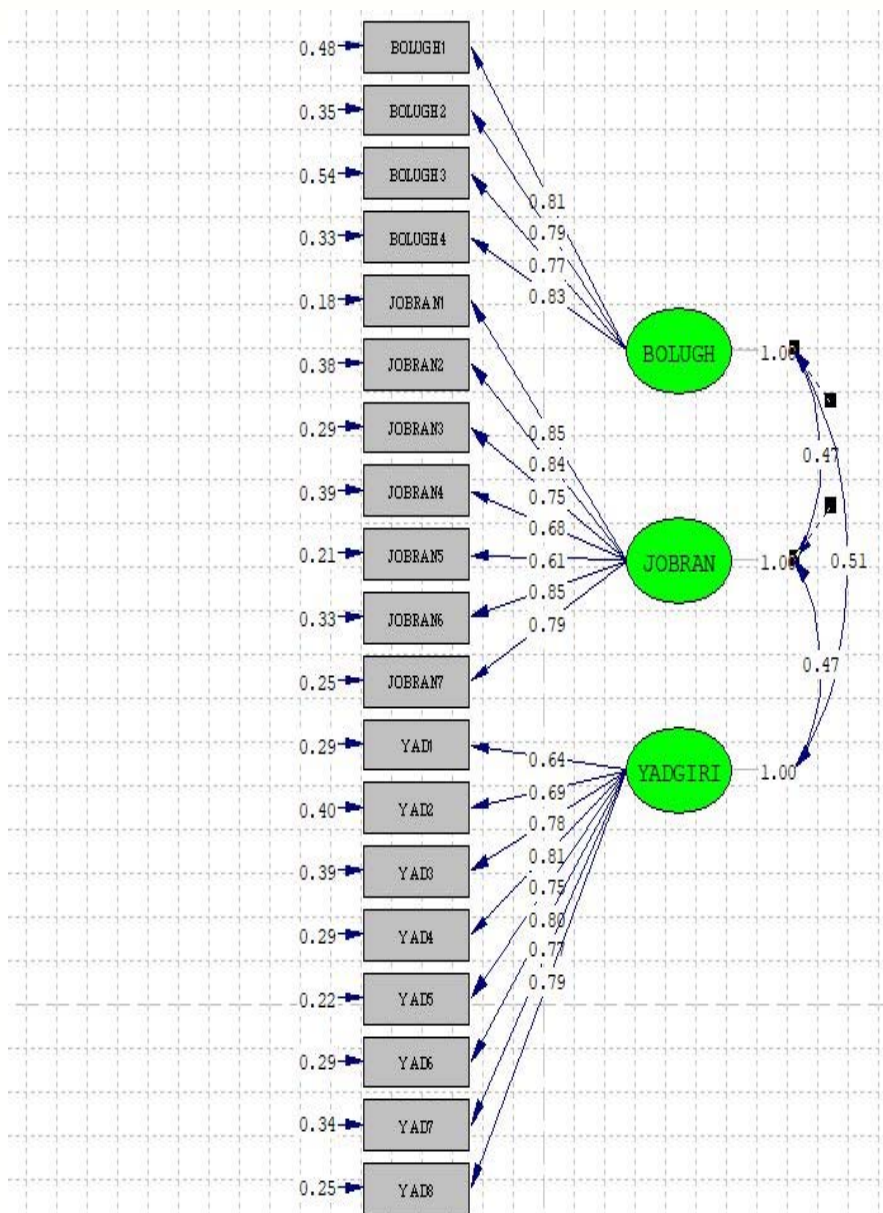 0.48 BOLUGH1
0.35 BOLUGH2
0.54 BOLUGH3
0.81
0.79
0.77
0.33 BOLUGH4
0.83
0.18 JOBRAN1
BOLUGH 1.00
0.38 JOBRAN2
0.29 JOBRAN3
0.85
0.84
0.47
0.75
0.39 JOBRAN4
0.68
0.21 JOBRAN5
0.61
JOBRAN 1.00
0.51
0.85
0.33 JOBRAN6
0.79
0.47
0.25 JOBRAN7
0.29 YAD1
0.64
YADGIRI 1.00
0.69
0.40 YAD2
0.78
0.81
0.39 YAD3
0.75
0.80
0.29 YAD4
0.77
0.79
0.22 YAD5
0.29 YAD6
0.34 YAD7
0.25 YAD8